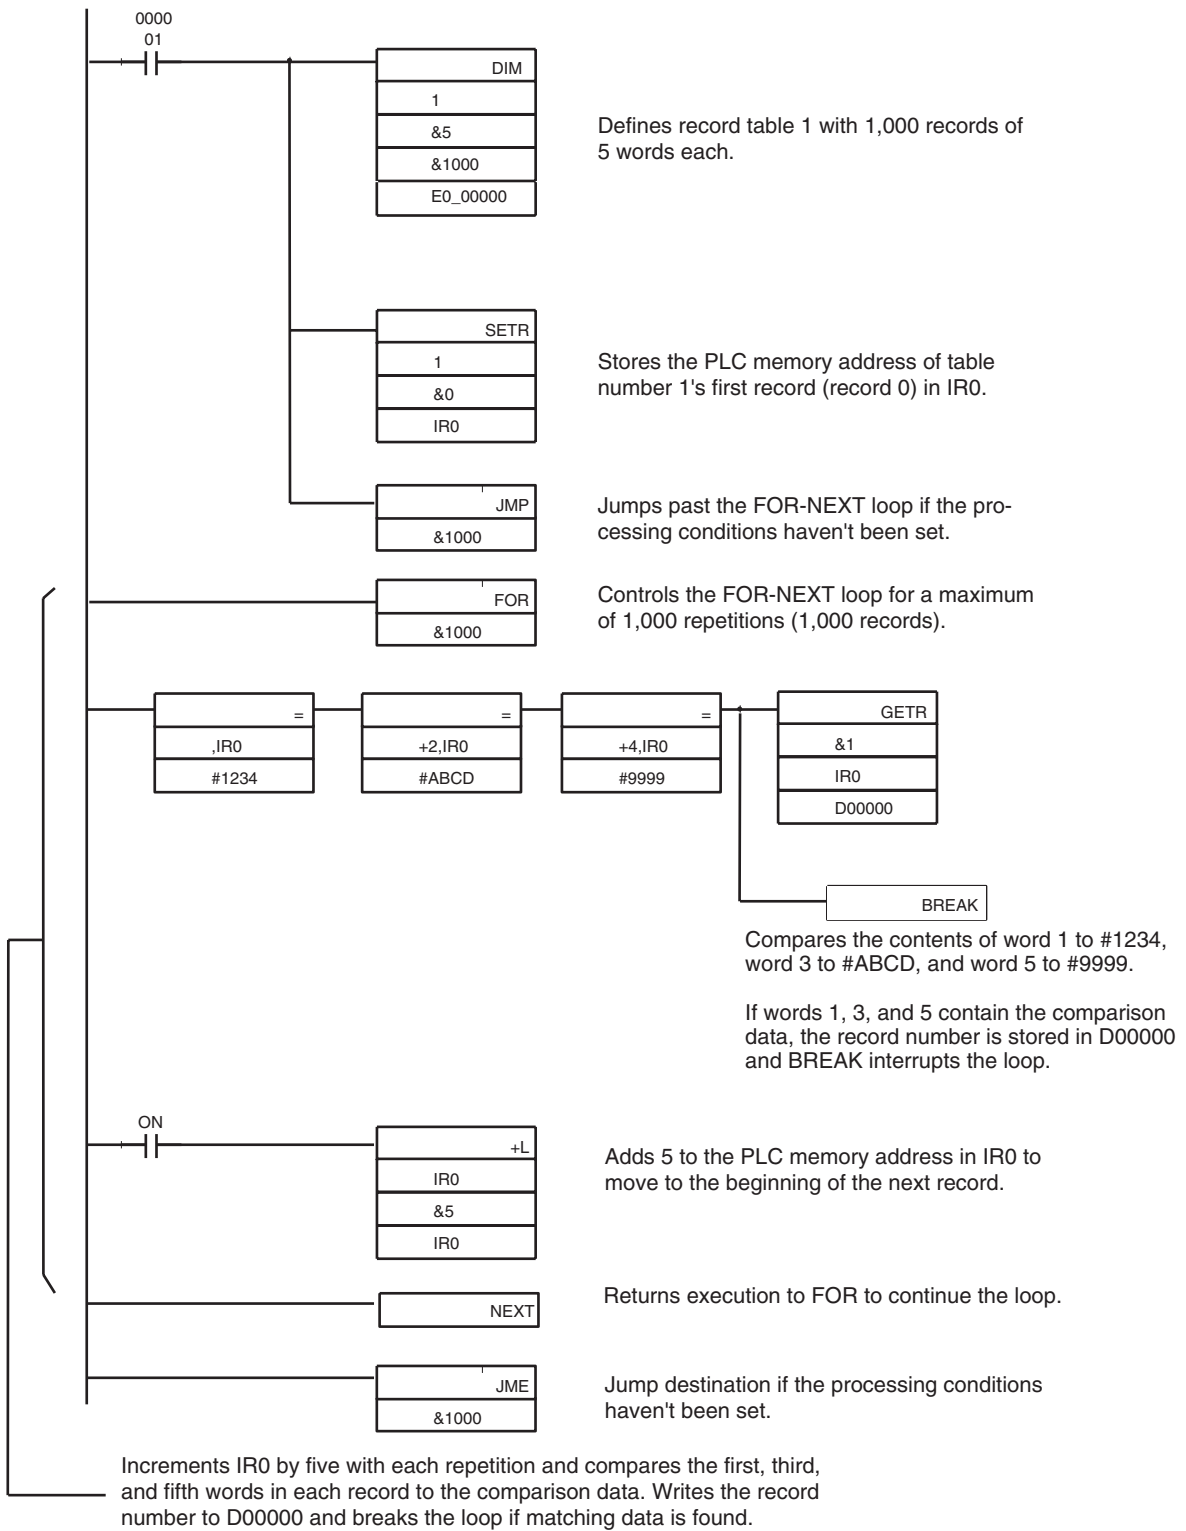 0000
01
DIM
1
&5
&1000
E0_00000
Defines record table 1 with 1,000 records of
5 words each.
SETR
1
&0
IR0
Stores the PLC memory address of table
number 1's first record (record 0) in IR0.
JMP
&1000
Jumps past the FOR-NEXT loop if the pro-
cessing conditions haven't been set.
FOR
&1000
Controls the FOR-NEXT loop for a maximum
of 1,000 repetitions (1,000 records).
=
,IR0
#1234
=
+2,IR0
#ABCD
=
+4,IR0
#9999
GETR
&1
IR0
D00000
BREAK
Compares the contents of word 1 to #1234,
word 3 to #ABCD, and word 5 to #9999.
If words 1, 3, and 5 contain the comparison
data, the record number is stored in D00000
and BREAK interrupts the loop.
ON
+L
IR0
&5
IR0
Adds 5 to the PLC memory address in IR0 to
move to the beginning of the next record.
NEXT
Returns execution to FOR to continue the loop.
JME
&1000
Jump destination if the processing conditions
haven't been set.
Increments IR0 by five with each repetition and compares the first, third,
and fifth words in each record to the comparison data. Writes the record
number to D00000 and breaks the loop if matching data is found.